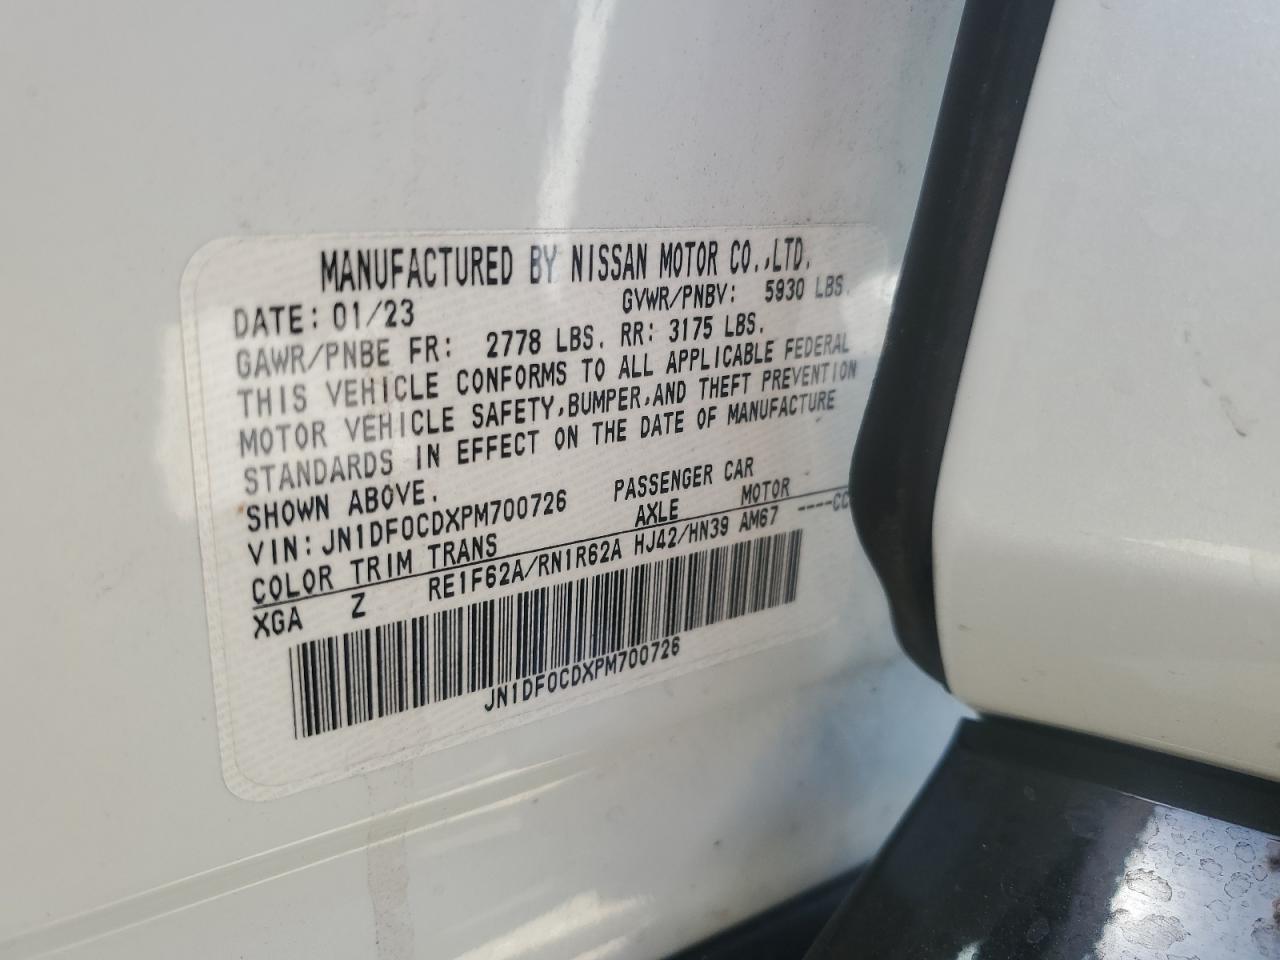 MANUFACTURED BY NISSAN MOTOR CO.,LTD.
DATE: 01/23 GVWR/PNBV: 5930 LBS.
GAWR/PNBE FR: 2778 LBS. RR: 3175 LBS.
THIS VEHICLE CONFORMS TO ALL APPLICABLE FEDERAL
MOTOR VEHICLE SAFETY,BUMPER,AND THEFT PREVENTION
STANDARDS IN EFFECT ON THE DATE OF MANUFACTURE
SHOWN ABOVE.
VIN:JN1DF0CDXPM700726 PASSENGER CAR
COLOR TRIM TRANS AXLE MOTOR
XGA Z RE1F62A/RN1R62A HJ42/HN39 AM67 ----CC
JN1DF0CDXPM700726